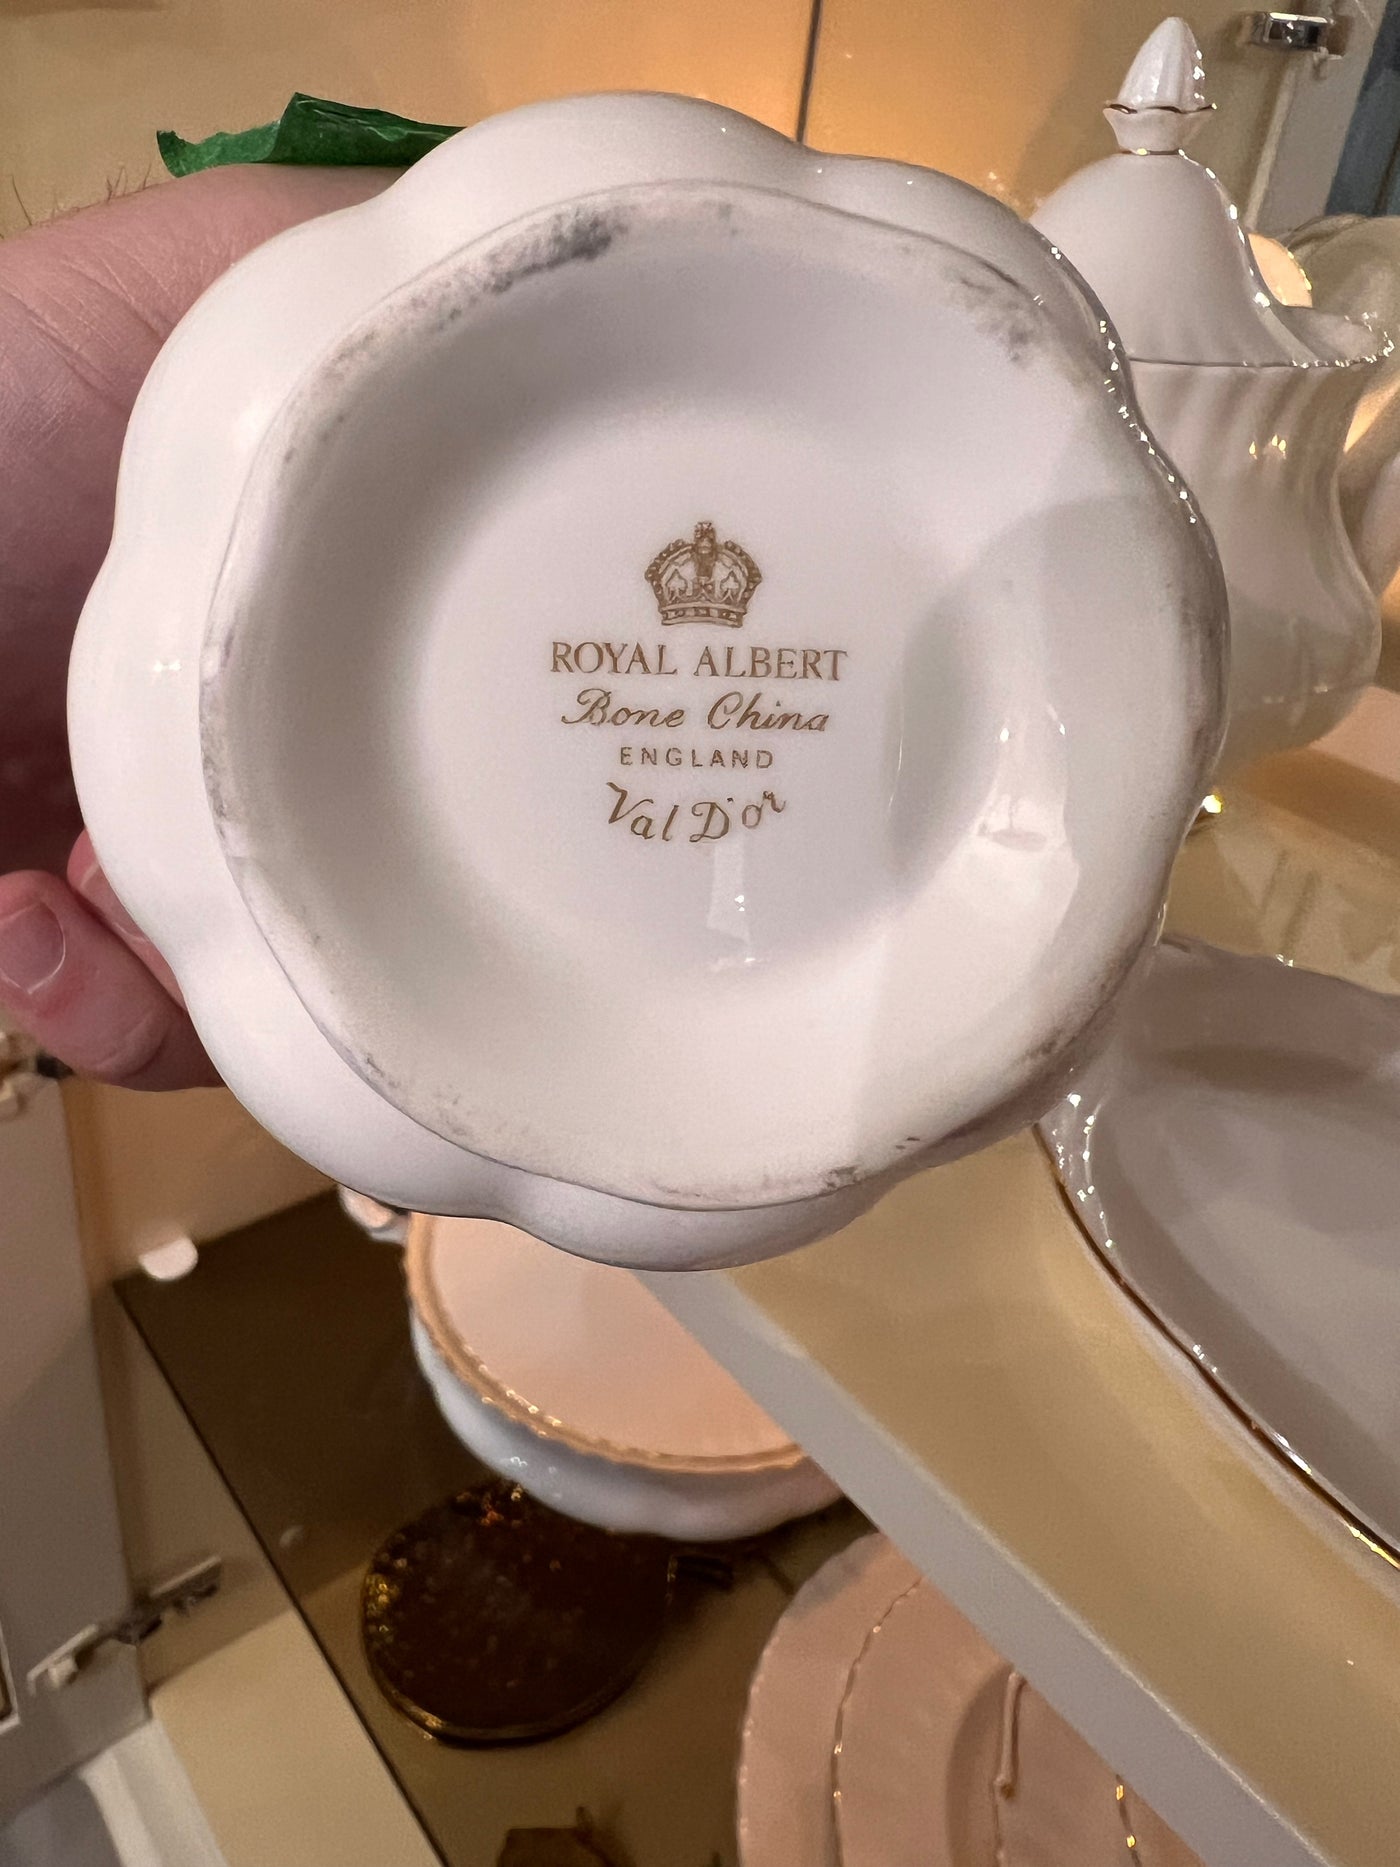 ROYAL ALBERT
Bone China
ENGLAND
Val D'or